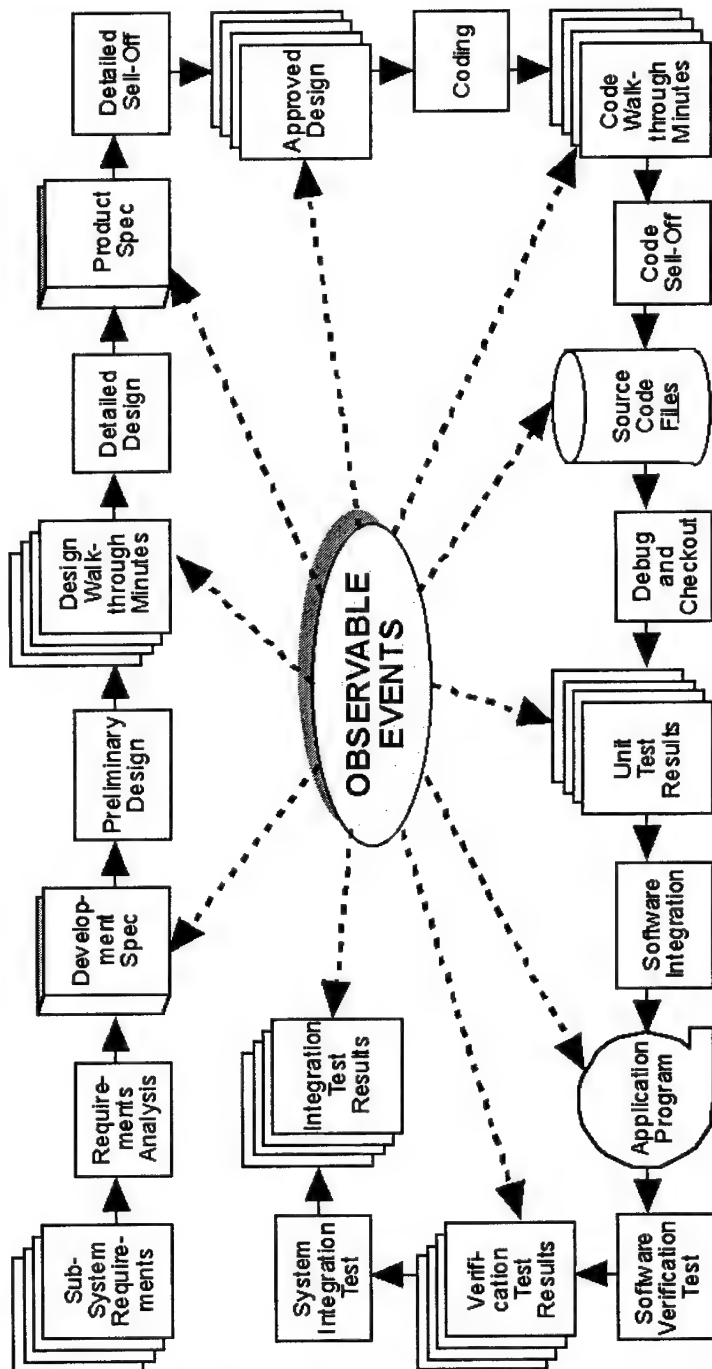 Sub-
System
Require-
ments
Require-
ments
Analysis
Develop-
ment
Spec
Preliminary
Design
Design
Walk-
through
Minutes
Detailed
Design
Product
Spec
Detailed
Sell-Off
Approved
Design
Coding
Code
Walk-
through
Minutes
Code
Sell-Off
Source
Code
Files
Debug
and
Checkout
Unit
Test
Results
Software
Integration
Application
Program
Software
Verification
Test
Verifi-
cation
Test
Results
System
Integration
Test
Integration
Test
Results
OBSERVABLE
EVENTS